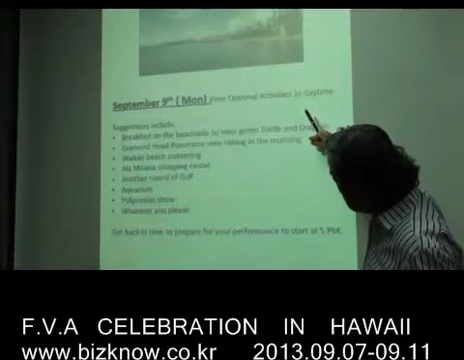 September 9th (Mon) Free Optional Activities in daytime
Suggestions include:
• Breakfast on the beachside to view green Turtle and
• Diamond Head Panorama view Hiking in the morning
• Waikiki beach swimming
• Ala Moana shopping center
• Another round of Golf
• Aquarium
• Polynesian show
• Whatever you please
Get back in time to prepare for your performance to start at 5 PM.
F.V.A CELEBRATION IN HAWAII
www.bizknow.co.kr 2013.09.07-09.11